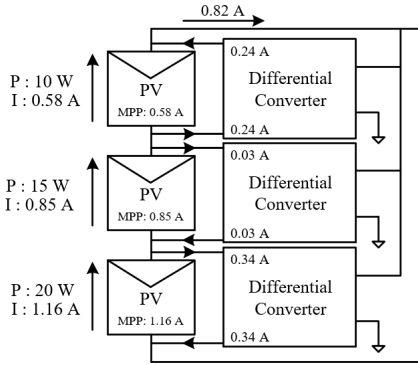 0.82 A
P : 10 W
I : 0.58 A
PV
MPP: 0.58 A
0.24 A
Differential
Converter
0.24 A
P : 15 W
I : 0.85 A
PV
MPP: 0.85 A
0.03 A
Differential
Converter
0.03 A
P : 20 W
I : 1.16 A
PV
MPP: 1.16 A
0.34 A
Differential
Converter
0.34 A